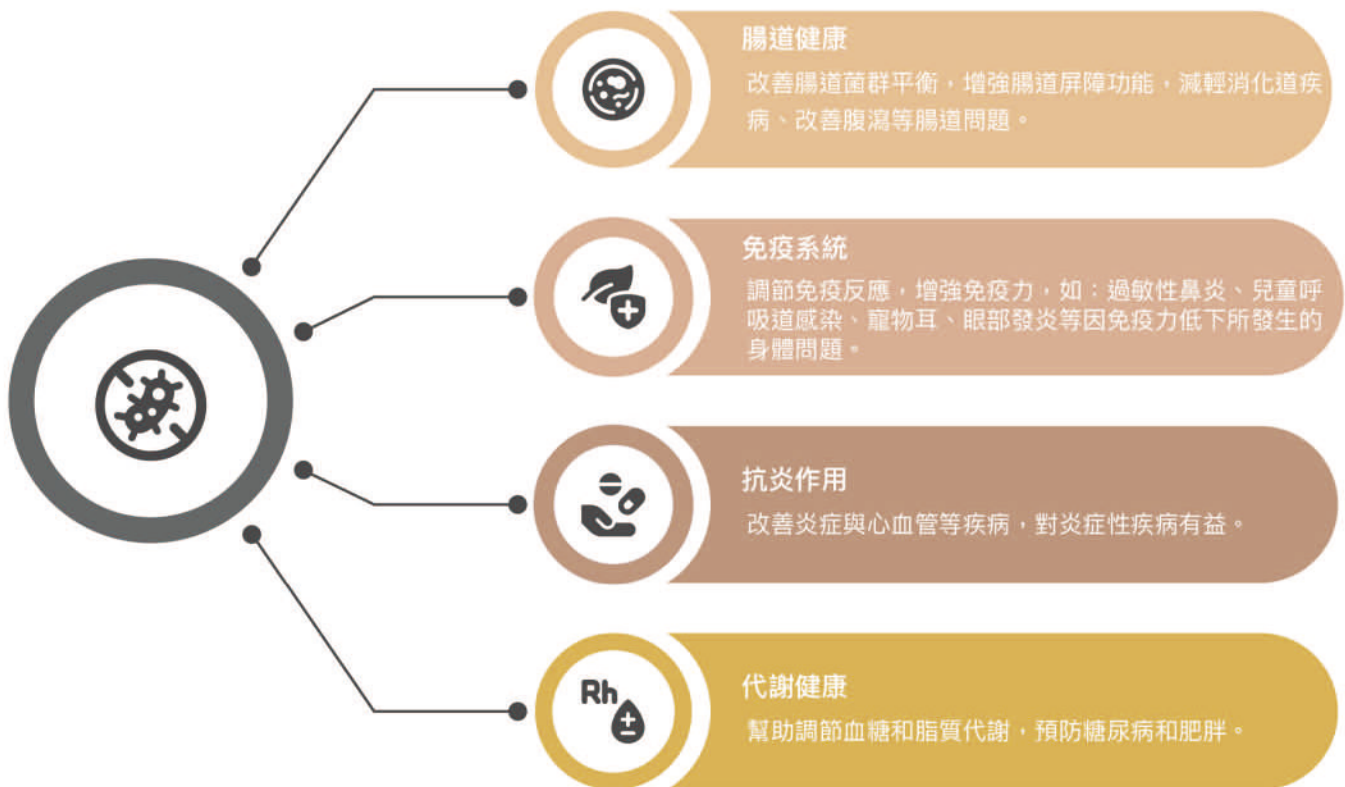 腸道健康
改善腸道菌群平衡，增強腸道屏障功能，減輕消化道疾
病、改善腹瀉等腸道問題。
免疫系統
調節免疫反應，增強免疫力，如：過敏性鼻炎、兒童呼
吸道感染、寵物耳、眼部發炎等因免疫力低下所發生的
身體問題。
抗炎作用
改善炎症與心血管等疾病，對炎症性疾病有益。
Rh
代謝健康
幫助調節血糖和脂質代謝，預防糖尿病和肥胖。